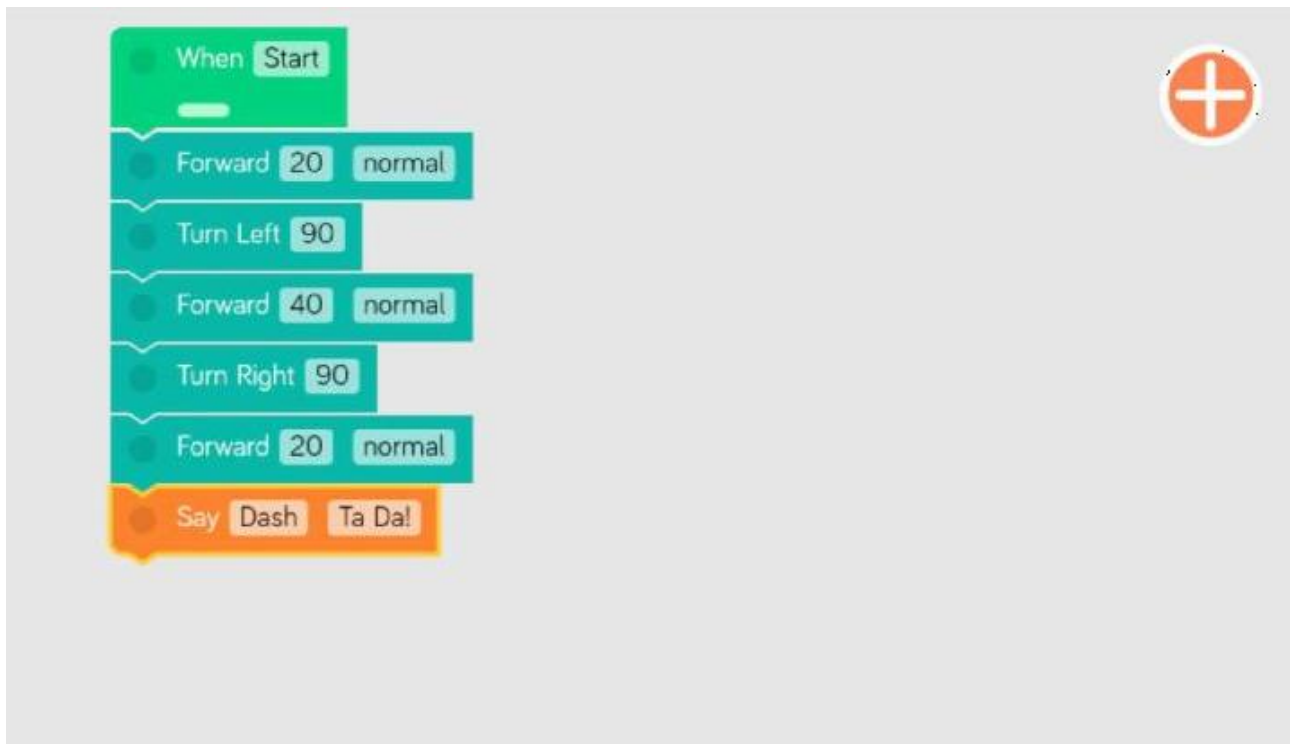 When Start
Forward 20 normal
Turn Left 90
Forward 40 normal
Turn Right 90
Forward 20 normal
Say Dash Ta Da!